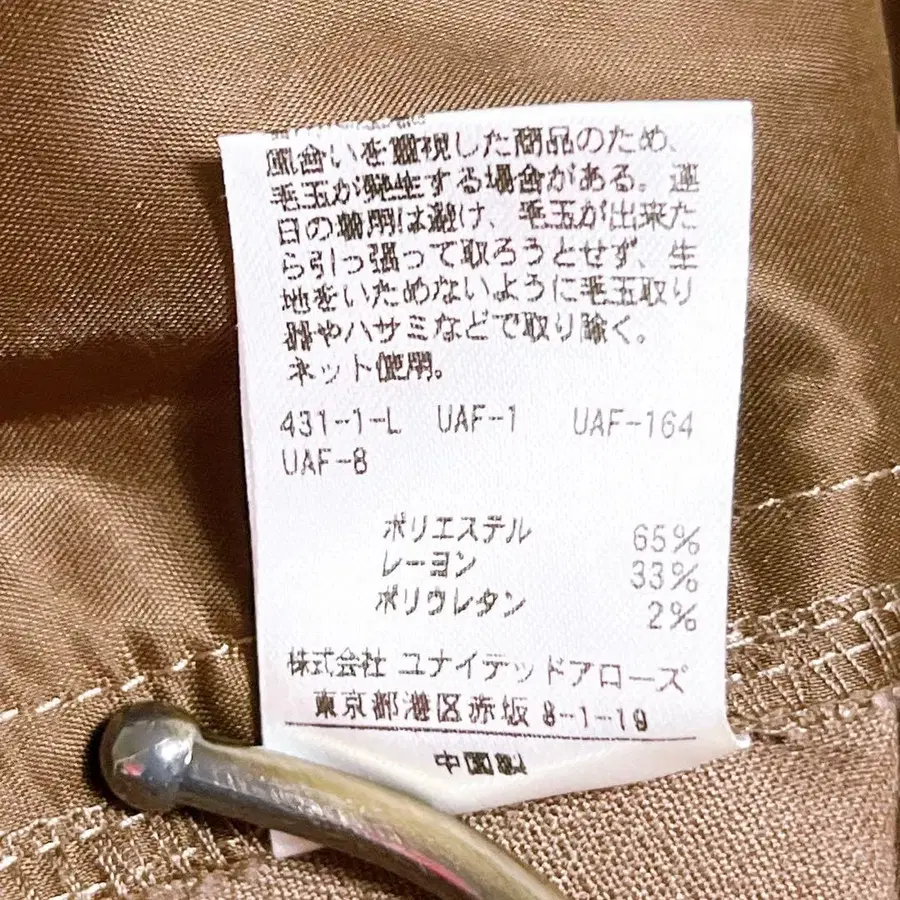 風合いを重視した商品のため、
毛玉が発生する場合がある。連
日の着用は避け、毛玉が出来た
ら引っ張って取ろうとせず、生
地をいためないように毛玉取り
器やハサミなどで取り除く。
ネット使用。
431-1-L UAF-1 UAF-164
UAF-8
ポリエステル 65%
レーヨン 33%
ポリウレタン 2%
株式会社 ユナイテッドアローズ
東京都港区赤坂 8-1-19
中国製